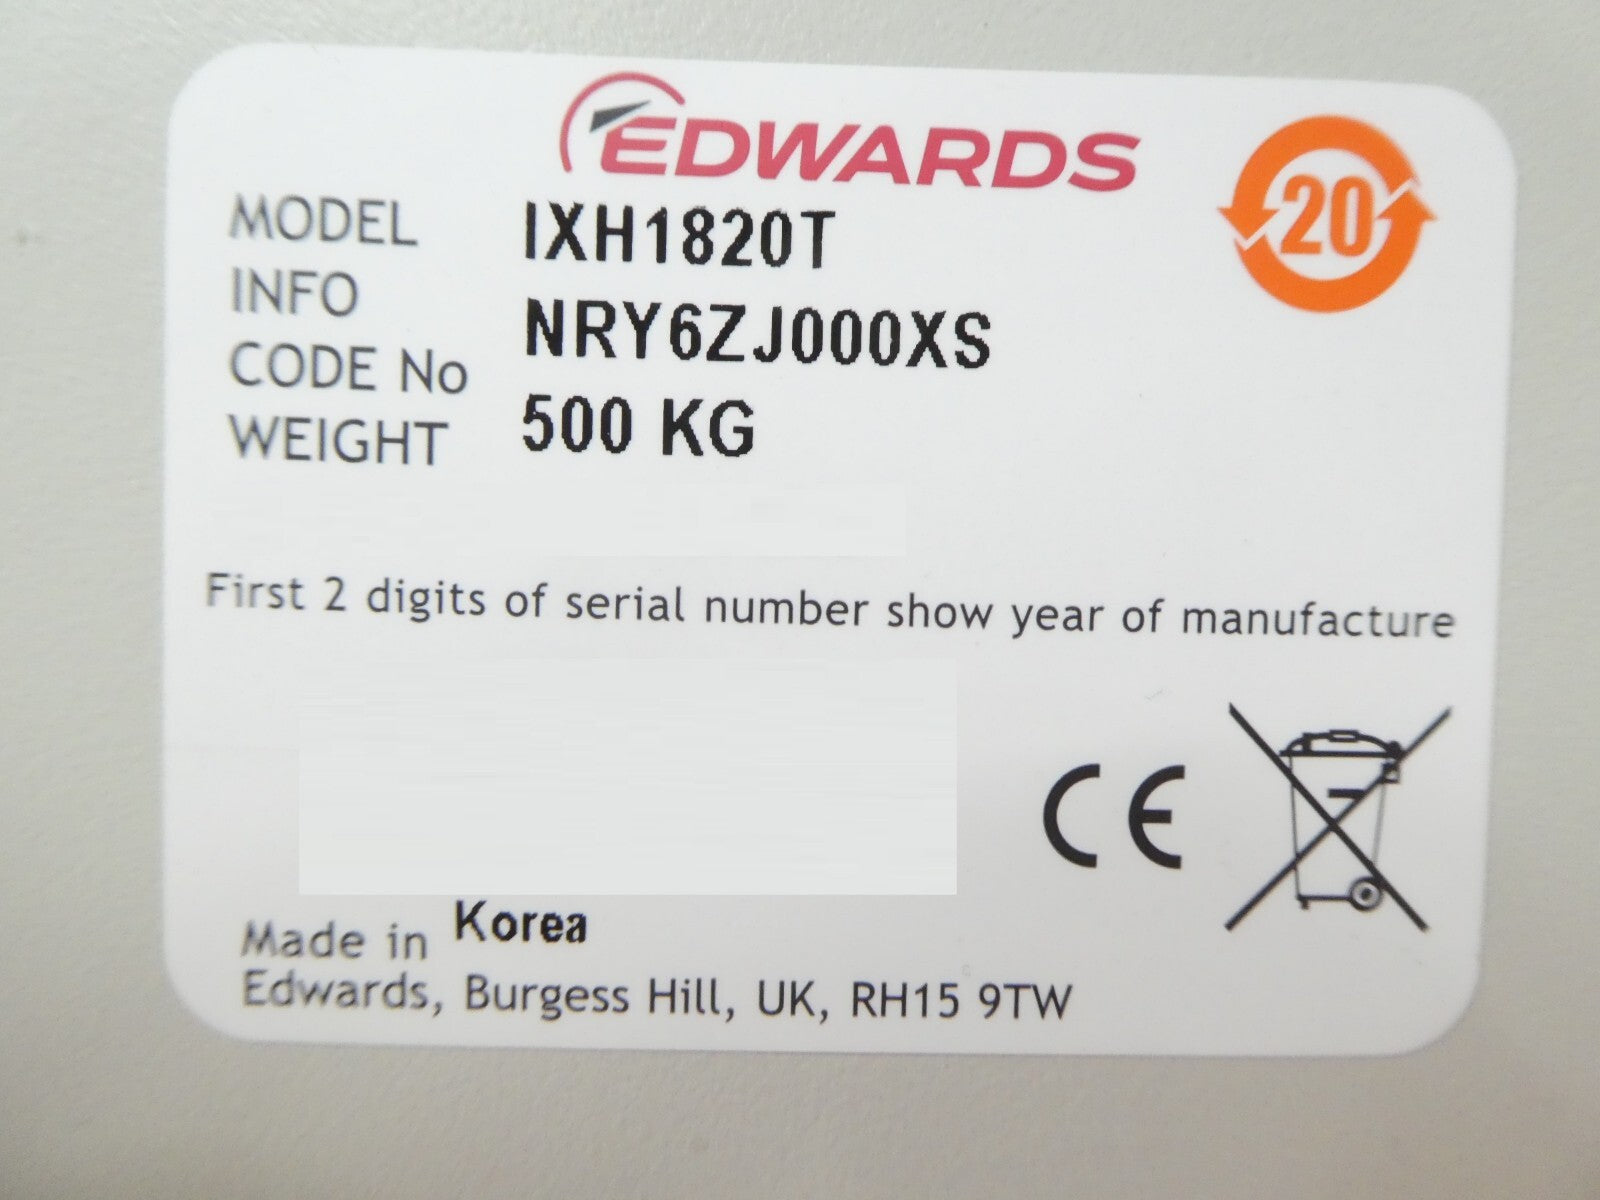 EDWARDS
20
MODEL IXH1820T
INFO
CODE No NRY6ZJ000XS
WEIGHT 500 KG
First 2 digits of serial number show year of manufacture
CE
Made in Korea
Edwards, Burgess Hill, UK, RH15 9TW